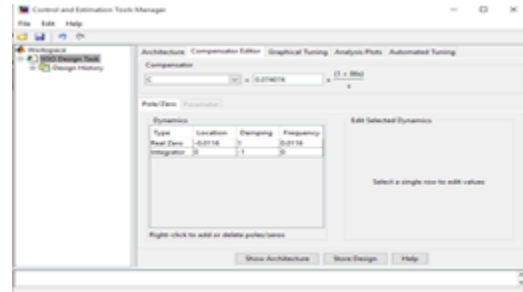 Control and Estimation Tools Manager
File Edit Help
Workspace
SISO Design Task
Design History
Architecture Compensator Editor Graphical Tuning Analysis Plots Automated Tuning
Compensator
C = 0.074074 x (1 + 86s)
s
Pole/Zero Parameter
Dynamics
Edit Selected Dynamics
Type Location Damping Frequency
Real Zero -0.0116 1 0.0116
Integrator 0 -1 0
Select a single row to edit values
Right-click to add or delete poles/zeros
Show Architecture Store Design Help